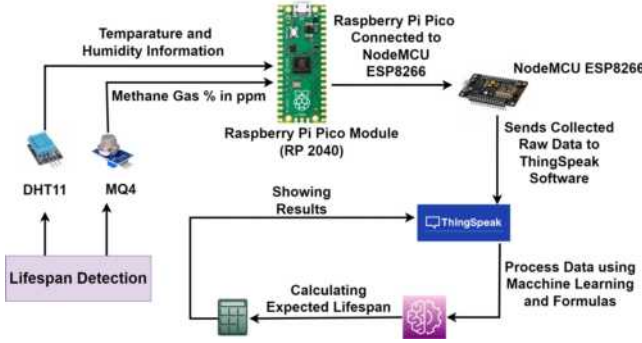 Temparature and
Humidity Information
Methane Gas % in ppm
Raspberry Pi Pico
Connected to
NodeMCU
ESP8266
NodeMCU ESP8266
Raspberry Pi Pico Module
(RP 2040)
DHT11
MQ4
Lifespan Detection
Sends Collected
Raw Data to
ThingSpeak
Software
ThingSpeak
Showing
Results
Process Data using
Macchine Learning
and Formulas
Calculating
Expected Lifespan